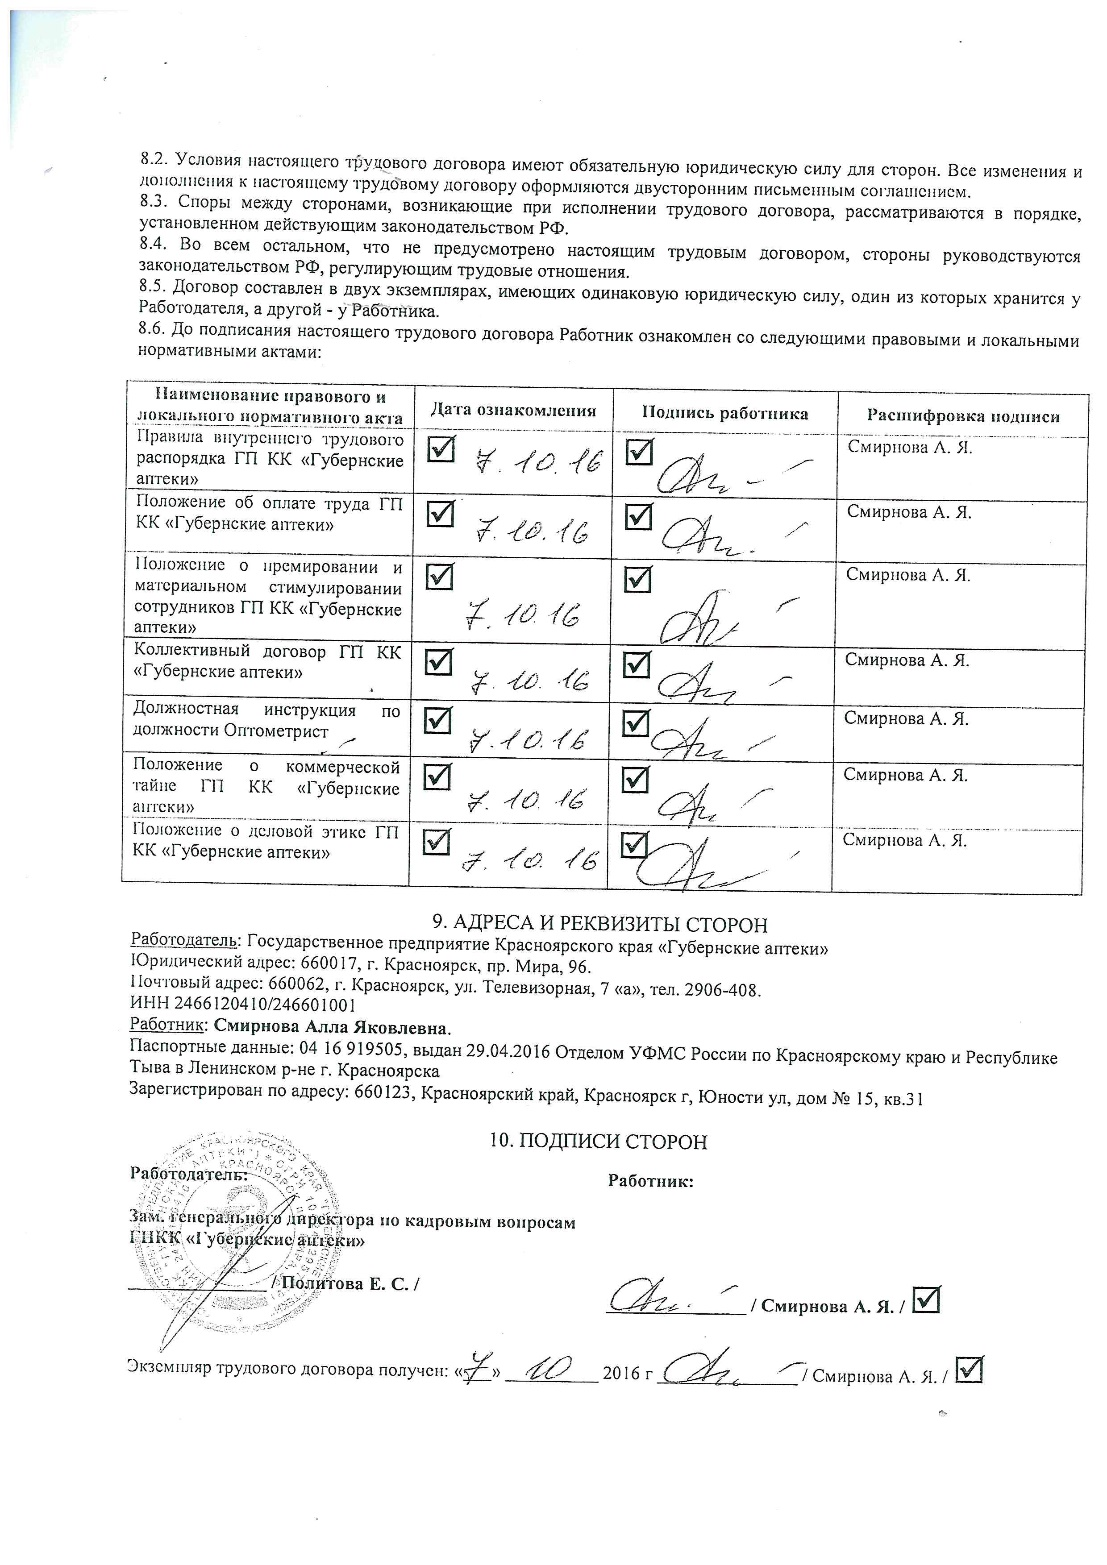 8.2. Условия настоящего трудового договора имеют обязательную юридическую силу для сторон. Все изменения и
дополнения к настоящему трудовому договору оформляются двусторонним письменным соглашением.
8.3. Споры между сторонами, возникающие при исполнении трудового договора, рассматриваются в порядке,
установленном действующим законодательством РФ.
8.4. Во всем остальном, что не предусмотрено настоящим трудовым договором, стороны руководствуются
законодательством РФ, регулирующим трудовые отношения.
8.5. Договор составлен в двух экземплярах, имеющих одинаковую юридическую силу, один из которых хранится у
Работодателя, а другой - у Работника.
8.6. До подписания настоящего трудового договора Работник ознакомлен со следующими правовыми и локальными
нормативными актами:
Наименование правового и
локального нормативного акта
Дата ознакомления
Подпись работника
Расшифровка подписи
Правила внутреннего трудового
распорядка ГП КК «Губернские
аптеки»
7.10.16
Смирнова А. Я.
Положение об оплате труда ГП
КК «Губернские аптеки»
7.10.16
Смирнова А. Я.
Положение о премировании и
материальном стимулировании
сотрудников ГП КК «Губернские
аптеки»
7.10.16
Смирнова А. Я.
Коллективный договор ГП КК
«Губернские аптеки»
7.10.16
Смирнова А. Я.
Должностная инструкция по
должности Оптометрист
7.10.16
Смирнова А. Я.
Положение о коммерческой
тайне ГП КК «Губернские
аптеки»
7.10.16
Смирнова А. Я.
Положение о деловой этике ГП
КК «Губернские аптеки»
7.10.16
Смирнова А. Я.
9. АДРЕСА И РЕКВИЗИТЫ СТОРОН
Работодатель: Государственное предприятие Красноярского края «Губернские аптеки»
Юридический адрес: 660017, г. Красноярск, пр. Мира, 96.
Почтовый адрес: 660062, г. Красноярск, ул. Телевизорная, 7 «а», тел. 2906-408.
ИНН 2466120410/246601001
Работник: Смирнова Алла Яковлевна.
Паспортные данные: 04 16 919505, выдан 29.04.2016 Отделом УФМС России по Красноярскому краю и Республике
Тыва в Ленинском р-не г. Красноярска
Зарегистрирован по адресу: 660123, Красноярский край, Красноярск г, Юности ул, дом № 15, кв.31
10. ПОДПИСИ СТОРОН
Работодатель:
Работник:
Зам. генерального директора по кадровым вопросам
ГПКК «Губернские аптеки»
/ Политова Е. С. /
/ Смирнова А. Я. /
Экземпляр трудового договора получен: «7» 10 2016 г / Смирнова А. Я. /